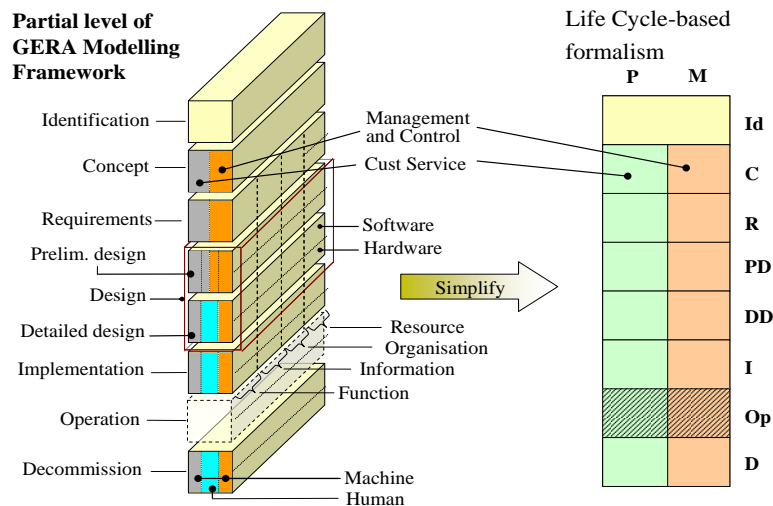 Partial level of
GERA Modelling
Framework
Life Cycle-based
formalism
P M
Identification
Management
and Control
Id
Concept
Cust Service
C
Requirements
Software
R
Prelim. design
Hardware
PD
Design
Simplify
Detailed design
Resource
DD
Organisation
Implementation
Information
I
Function
Operation
Op
Decommission
Machine
D
Human